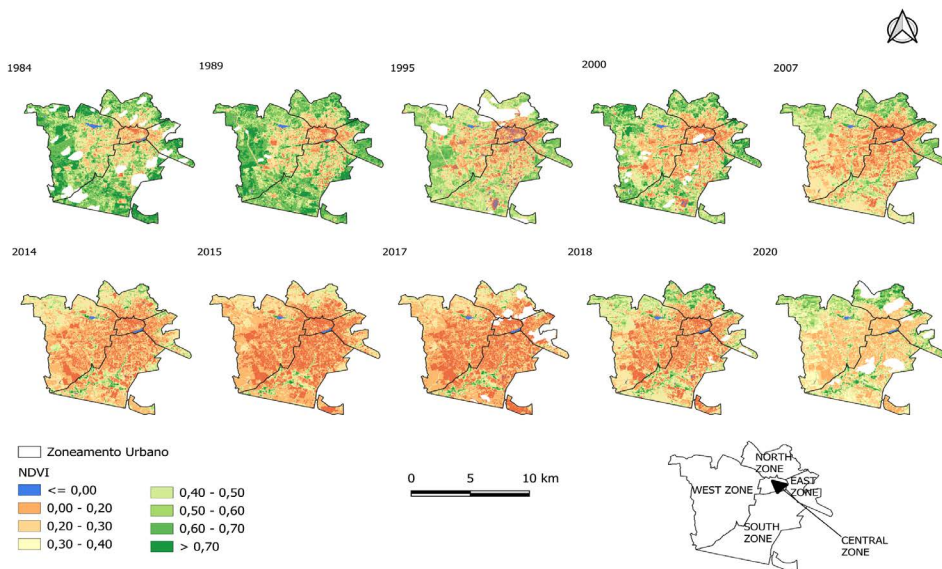 1984
1989
1995
2000
2007
2014
2015
2017
2018
2020
Zoneamento Urbano
NDVI
<= 0,00
0,00 - 0,20
0,20 - 0,30
0,30 - 0,40
0,40 - 0,50
0,50 - 0,60
0,60 - 0,70
> 0,70
0 5 10 km
NORTH
ZONE
WEST ZONE
EAST
ZONE
SOUTH
ZONE
CENTRAL
ZONE